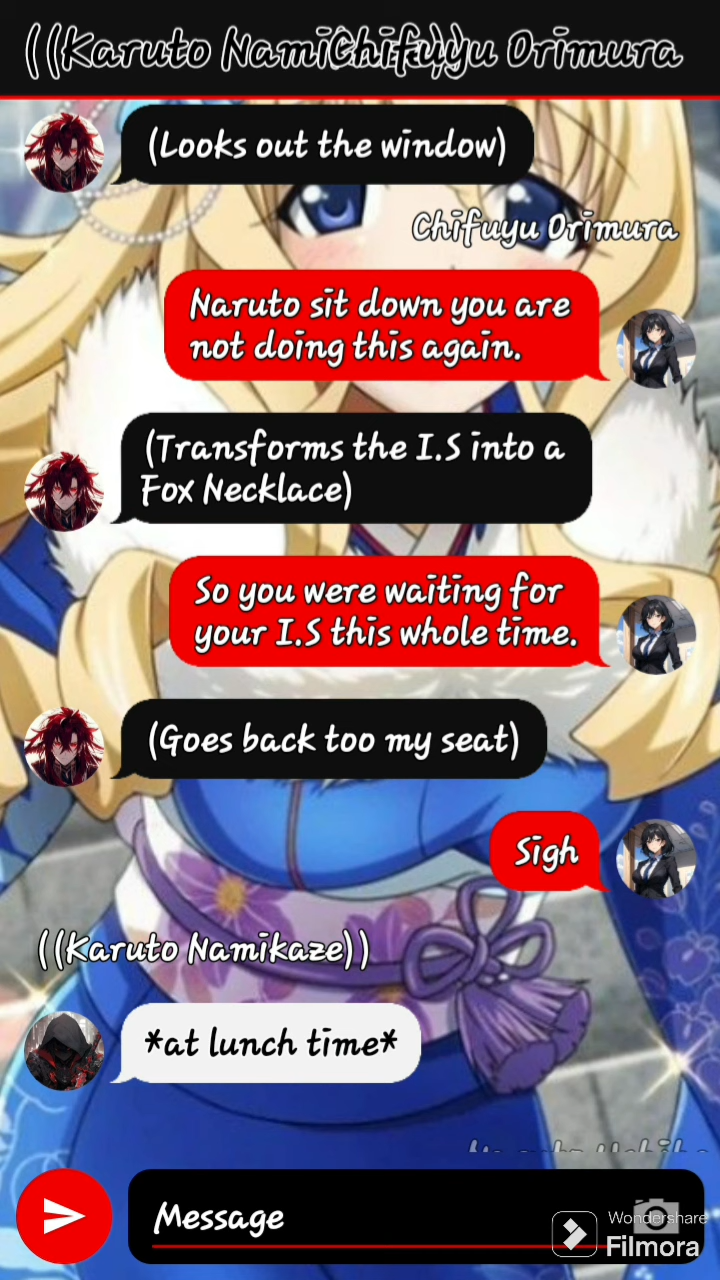 ((Karuto Namikaze)) Chifuyu Orimura
(Looks out the window)
Chifuyu Orimura
Naruto sit down you are
not doing this again.
(Transforms the I.S into a
Fox Necklace)
So you were waiting for
your I.S this whole time.
(Goes back too my seat)
Sigh
((Karuto Namikaze))
*at lunch time*
Message
Wondershare
Filmora